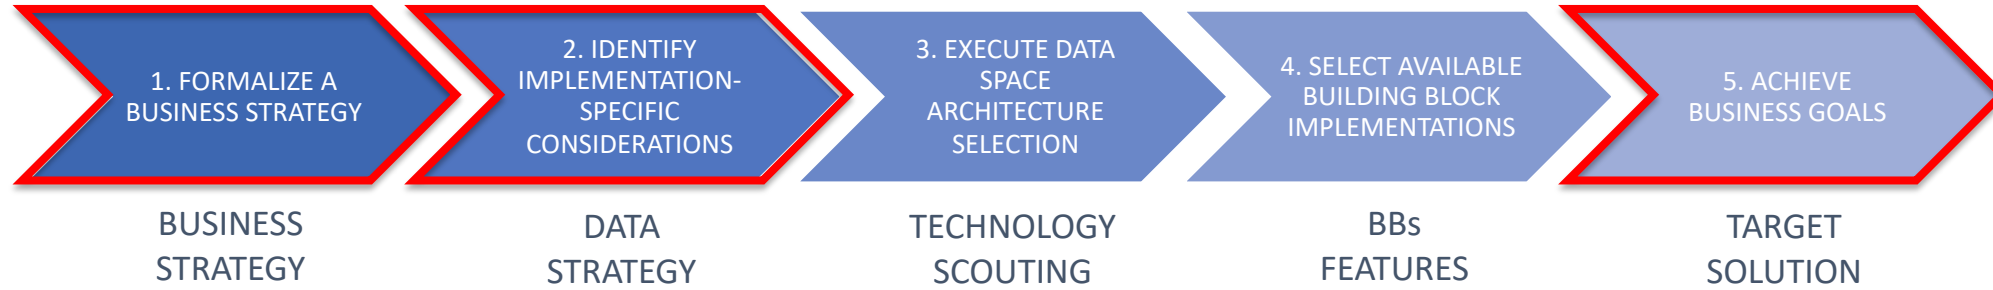 1. FORMALIZE A
BUSINESS STRATEGY
2. IDENTIFY
IMPLEMENTATION-
SPECIFIC
CONSIDERATIONS
3. EXECUTE DATA
SPACE
ARCHITECTURE
SELECTION
4. SELECT AVAILABLE
BUILDING BLOCK
IMPLEMENTATIONS
5. ACHIEVE
BUSINESS GOALS
BUSINESS
STRATEGY
DATA
STRATEGY
TECHNOLOGY
SCOUTING
BBs
FEATURES
TARGET
SOLUTION